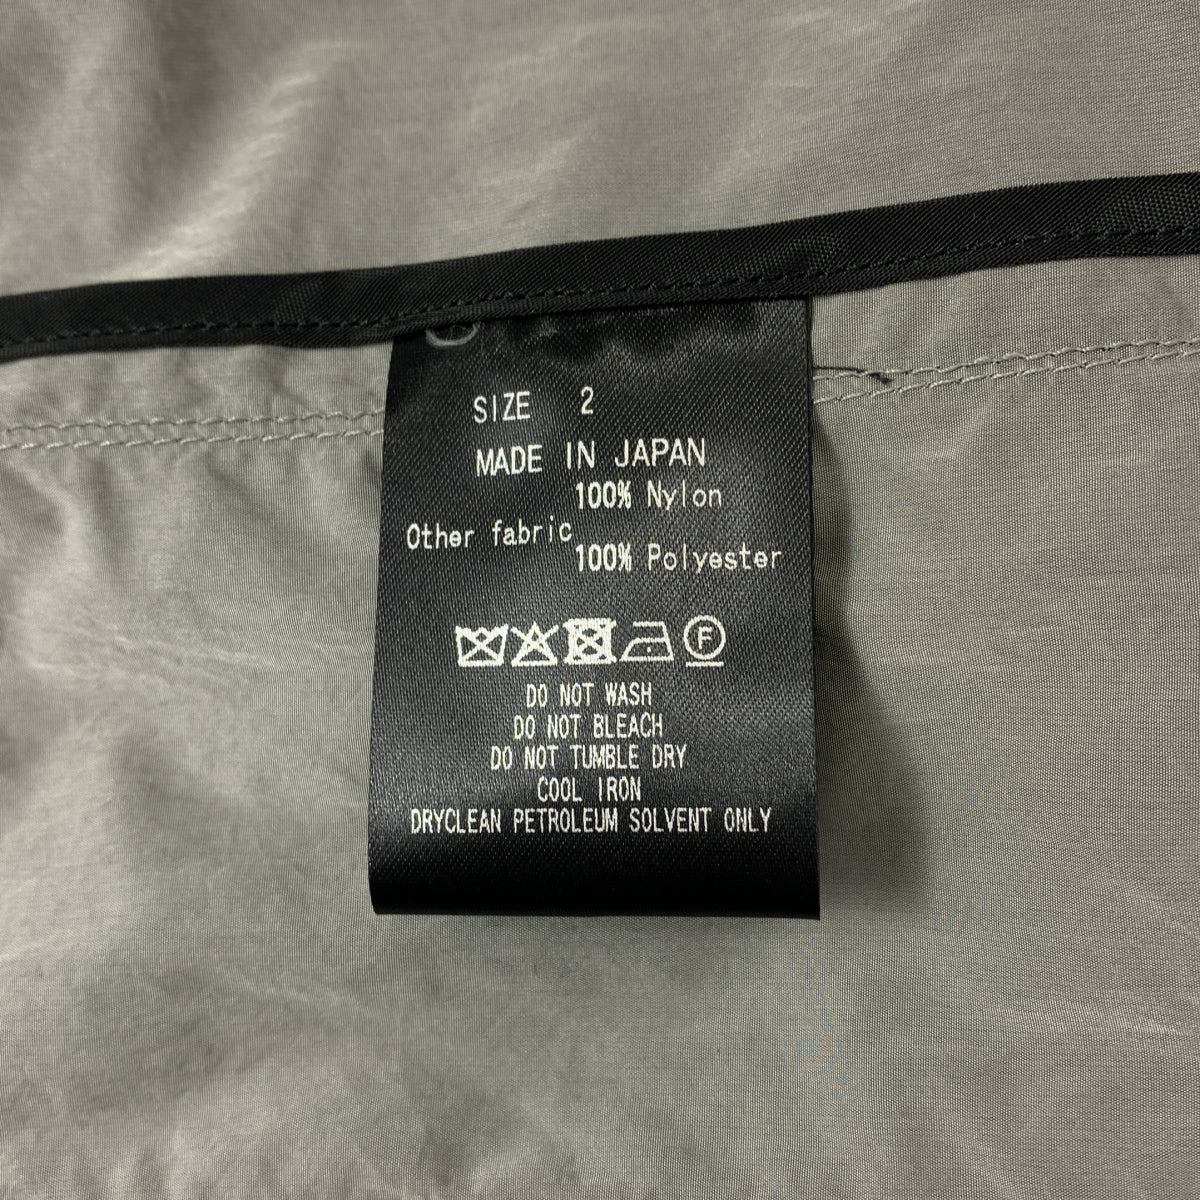 SIZE 2
MADE IN JAPAN
100% Nylon
Other fabric
100% Polyester
F
DO NOT WASH
DO NOT BLEACH
DO NOT TUMBLE DRY
COOL IRON
DRYCLEAN PETROLEUM SOLVENT ONLY